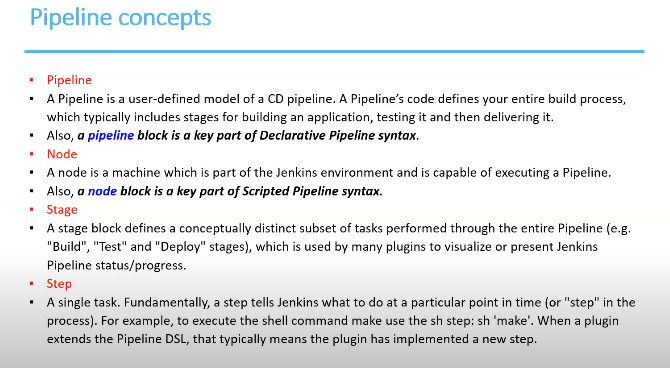 Pipeline concepts
▪ Pipeline
▪ A Pipeline is a user-defined model of a CD pipeline. A Pipeline’s code defines your entire build process,
which typically includes stages for building an application, testing it and then delivering it.
▪ Also, a pipeline block is a key part of Declarative Pipeline syntax.
▪ Node
▪ A node is a machine which is part of the Jenkins environment and is capable of executing a Pipeline.
▪ Also, a node block is a key part of Scripted Pipeline syntax.
▪ Stage
▪ A stage block defines a conceptually distinct subset of tasks performed through the entire Pipeline (e.g.
"Build", "Test" and "Deploy" stages), which is used by many plugins to visualize or present Jenkins
Pipeline status/progress.
▪ Step
▪ A single task. Fundamentally, a step tells Jenkins what to do at a particular point in time (or "step" in the
process). For example, to execute the shell command make use the sh step: sh 'make'. When a plugin
extends the Pipeline DSL, that typically means the plugin has implemented a new step.